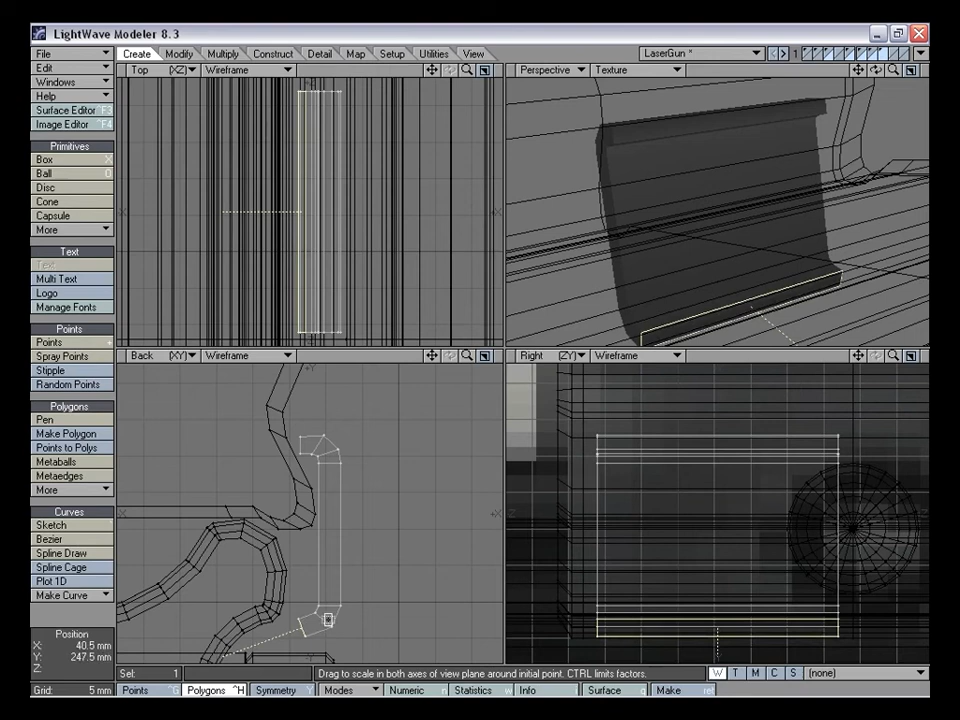 LightWave Modeler 8.3
File Create Modify Multiply Construct Detail Map Setup Utilities View LaserGun * 1
Edit Top (XZ) Wireframe Perspective Texture
Windows
Help
Surface Editor ^F3
Image Editor ^F4
Primitives
Box X
Ball O
Disc
Cone
Capsule
More
Text
Text
Multi Text
Logo
Manage Fonts
Points
Points +
Spray Points Back (XY) Wireframe Right (ZY) Wireframe
Stipple
Random Points
Polygons
Pen
Make Polygon
Points to Polys
Metaballs
Metaedges
More
Curves
Sketch
Bezier
Spline Draw
Spline Cage
Plot 1D
Make Curve
Position
X: 40.5 mm
Y: 247.5 mm
Z:
Sel: 1 Drag to scale in both axes of view plane around initial point. CTRL limits factors. W T M C S (none)
Grid: 5 mm Points ^G Polygons ^H Symmetry Y Modes Numeric n Statistics w Info i Surface q Make ret